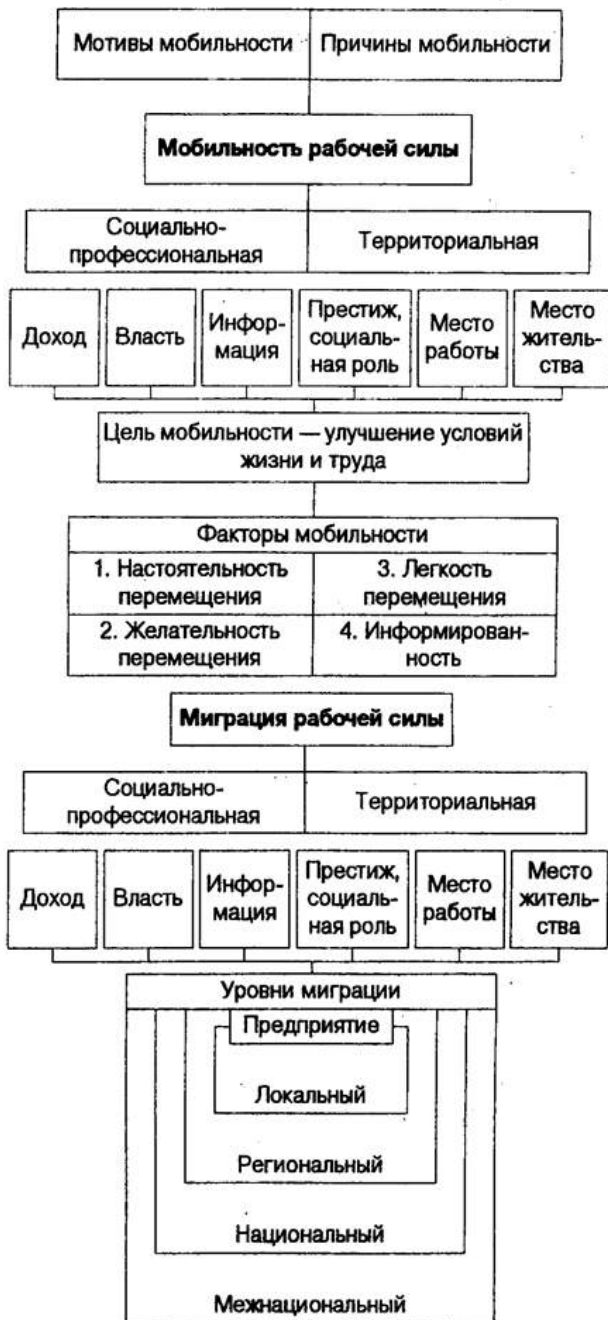 Мотивы мобильности
Причины мобильности
Мобильность рабочей силы
Социально-
профессиональная
Территориальная
Доход
Власть
Инфор-
мация
Престиж,
социаль-
ная роль
Место
работы
Место
житель-
ства
Цель мобильности — улучшение условий
жизни и труда
Факторы мобильности
1. Настоятельность
перемещения
3. Легкость
перемещения
2. Желательность
перемещения
4. Информирован-
ность
Миграция рабочей силы
Социально-
профессиональная
Территориальная
Доход
Власть
Инфор-
мация
Престиж,
социаль-
ная роль
Место
работы
Место
житель-
ства
Уровни миграции
Предприятие
Локальный
Региональный
Национальный
Межнациональный